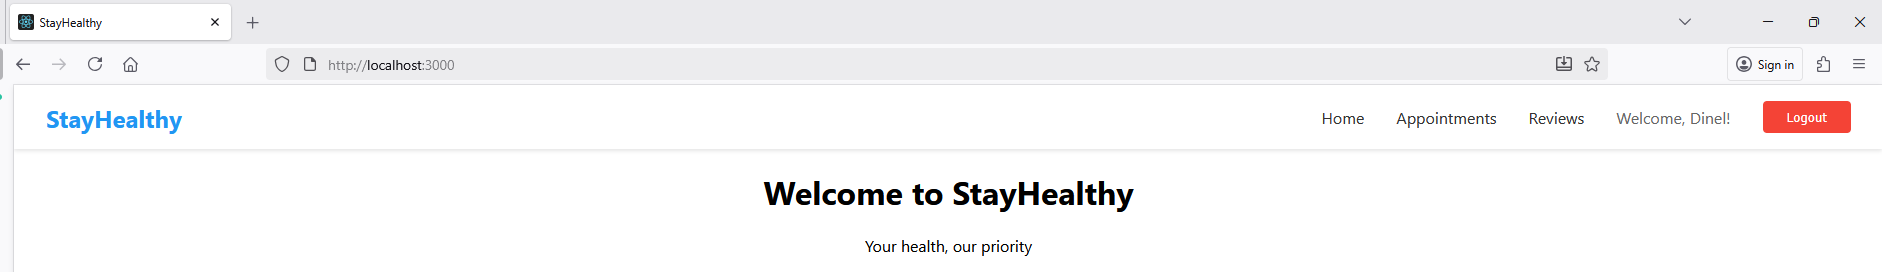 StayHealthy
http://localhost:3000
Sign in
StayHealthy
Home Appointments Reviews Welcome, Dinel! Logout
Welcome to StayHealthy
Your health, our priority